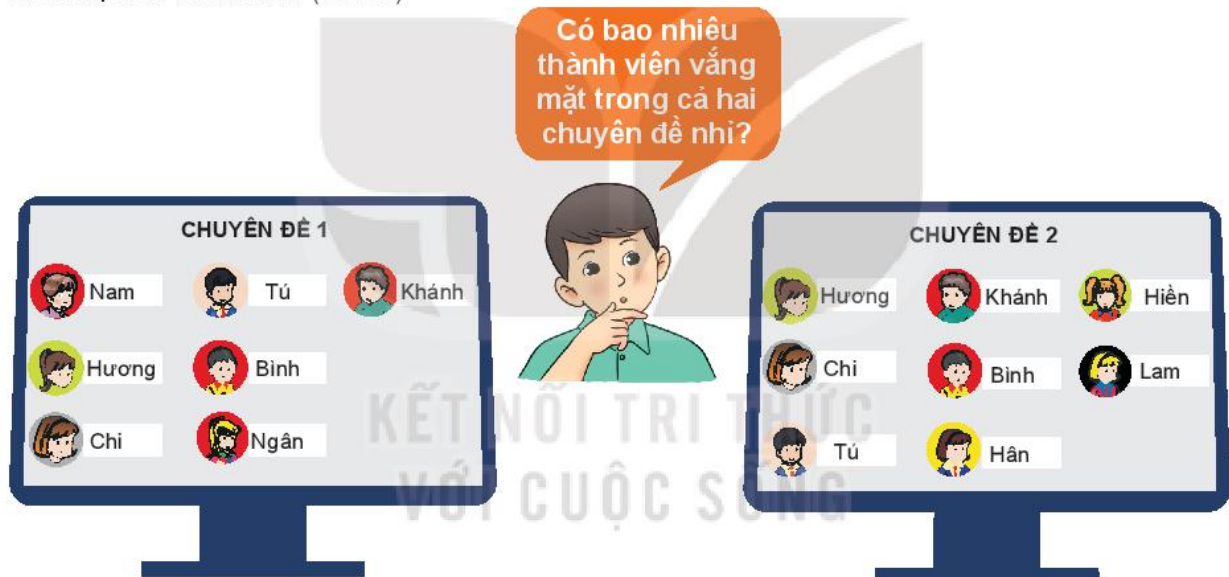 Có bao nhiêu
thành viên vắng
mặt trong cả hai
chuyên đề nhỉ?
CHUYÊN ĐỀ 1
Nam
Tú
Khánh
Hương
Bình
Chi
Ngân
CHUYÊN ĐỀ 2
Hương
Khánh
Hiền
Chi
Bình
Lam
Tú
Hân
KẾT NỐI TRI THỨC
VỚI CUỘC SỐNG